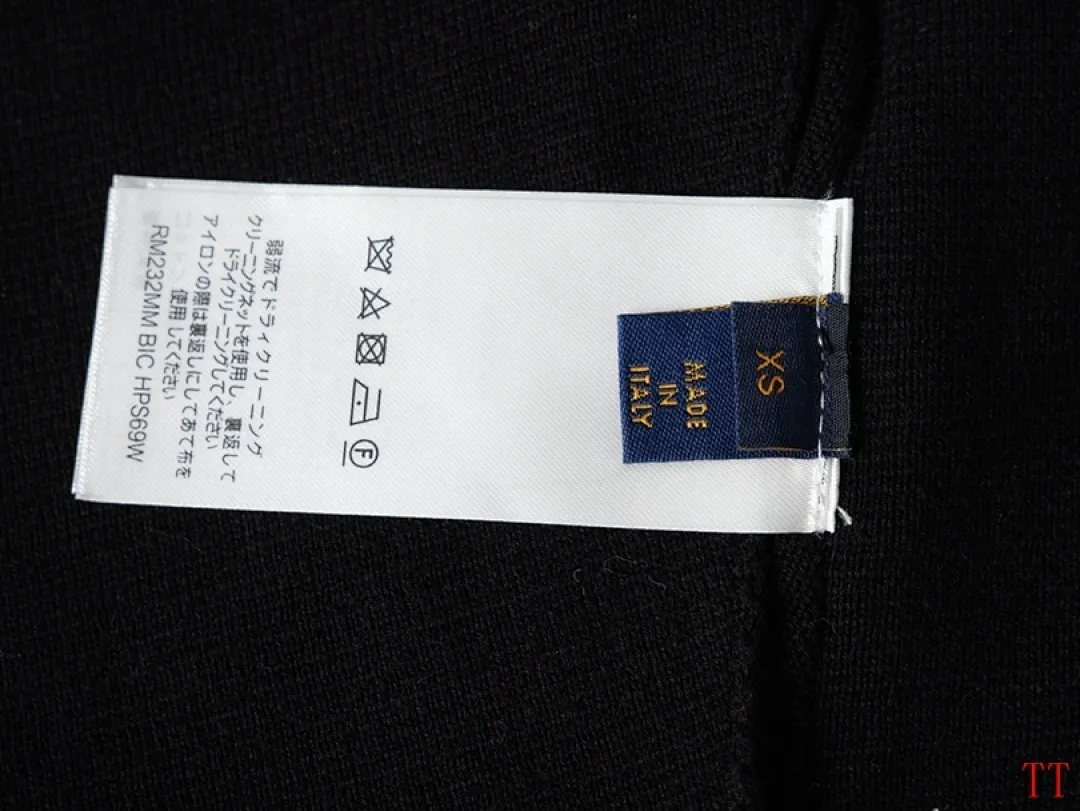 弱流で ドライクリーニング
クリーニングネットを使用し、裏返して
ドライクリーニングしてください
アイロンの際は裏返しにしてあて布を
使用してください
RM232MM BIC HPS69W
F
MADE
IN
ITALY
XS
TT